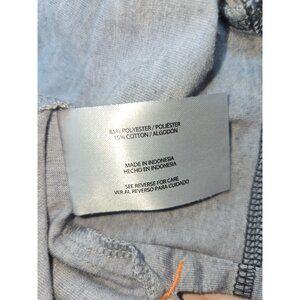 85% POLYESTER / POLIÉSTER
15% COTTON / ALGODÓN
MADE IN INDONESIA
HECHO EN INDONESIA
SEE REVERSE FOR CARE
VER AL REVERSO PARA CUIDADO